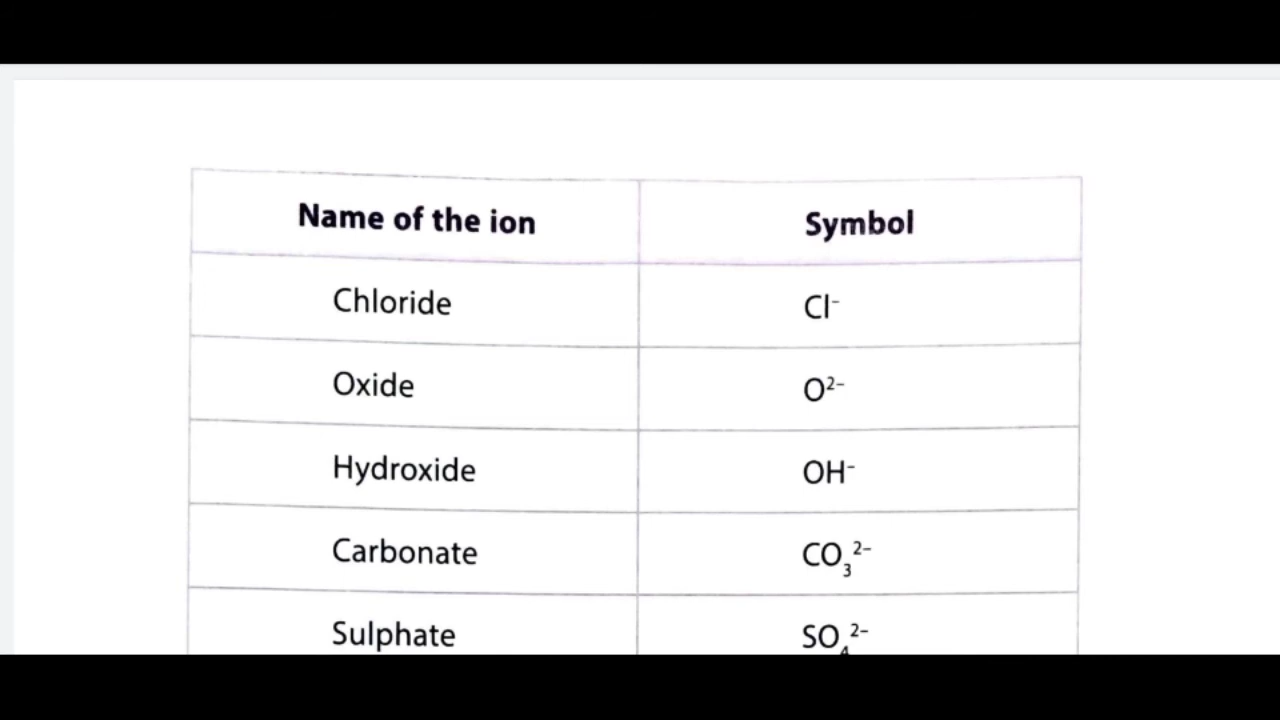 Name of the ion Symbol
Chloride Cl⁻
Oxide O²⁻
Hydroxide OH⁻
Carbonate CO₃²⁻
Sulphate SO₄²⁻